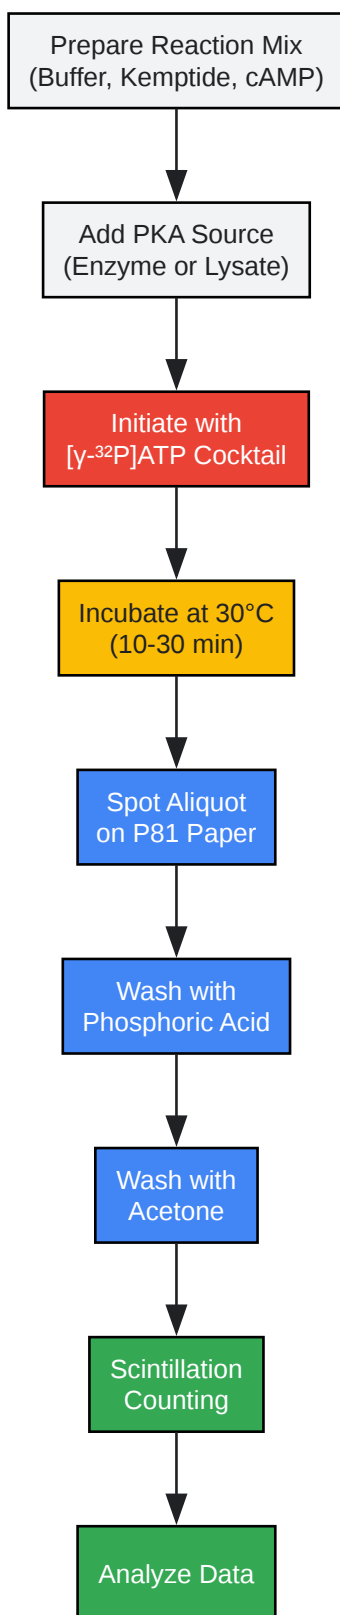 Prepare Reaction Mix
(Buffer, Kemptide, cAMP)
Add PKA Source
(Enzyme or Lysate)
Initiate with
[γ-³²P]ATP Cocktail
Incubate at 30°C
(10-30 min)
Spot Aliquot
on P81 Paper
Wash with
Phosphoric Acid
Wash with
Acetone
Scintillation
Counting
Analyze Data